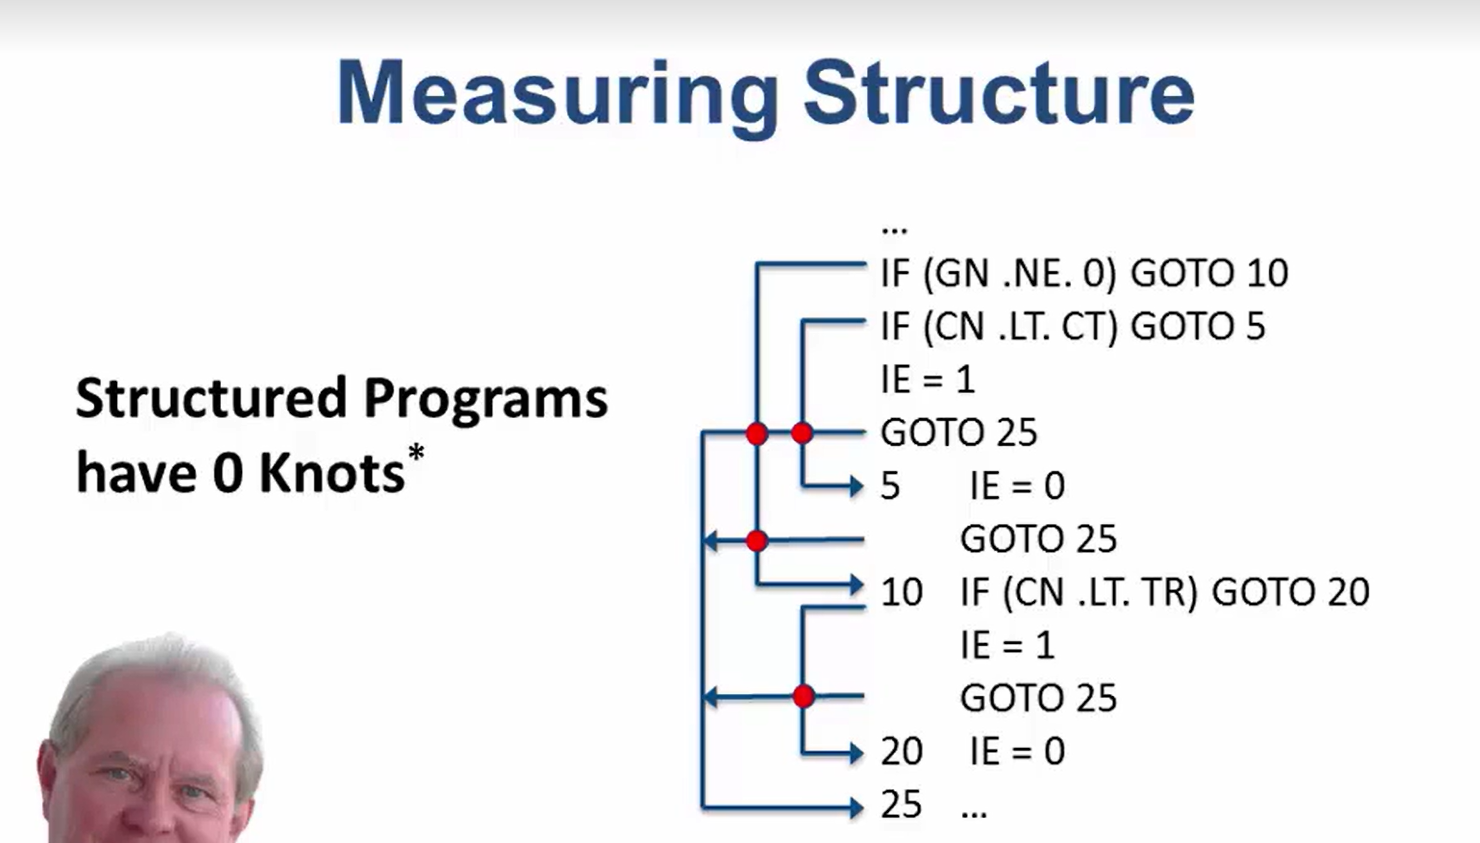 Measuring Structure
Structured Programs
have 0 Knots*
...
IF (GN .NE. 0) GOTO 10
IF (CN .LT. CT) GOTO 5
IE = 1
GOTO 25
5 IE = 0
GOTO 25
10 IF (CN .LT. TR) GOTO 20
IE = 1
GOTO 25
20 IE = 0
25 ...